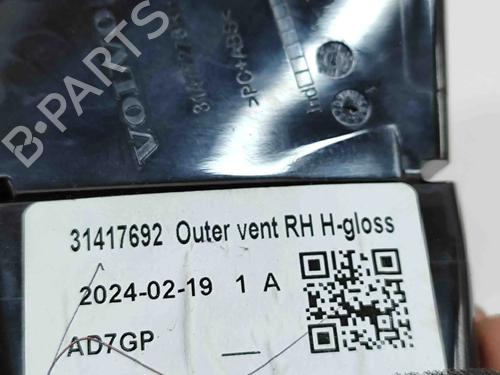 VOLVO
>PC+ABS<
B-PARTS
31417692 Outer vent RH H-gloss
2024-02-19 1 A
AD7GP